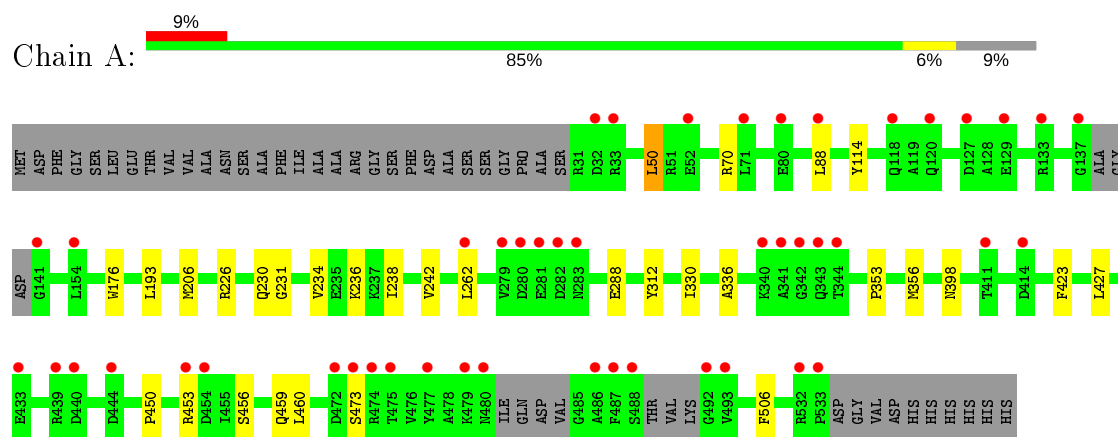 9%
Chain A:
85% 6% 9%
MET ASP PHE GLY SER LEU GLU THR VAL VAL ALA ASN SER ALA PHE ILE ALA ALA ARG GLY SER PHE ASP ALA SER SER GLY PRO ALA SER R31 D32 R33 L50 R51 E52 R70 L71 E80 L88 Y114 Q118 A119 Q120 D127 A128 E129 R133 G137 ALA GLY
ASP G141 L154 W176 L193 M206 R226 Q230 G231 V234 E235 K236 K237 I238 V242 L262 V279 D280 E281 D282 N283 E288 Y312 I330 A336 K340 A341 G342 Q343 T344 P353 M356 N398 T411 D414 F423 L427
E433 R439 D440 D444 P450 R453 D454 I455 S456 Q459 L460 D472 S473 R474 T475 V476 Y477 A478 K479 N480 ILE GLN ASP VAL G485 A486 F487 S488 THR VAL LYS G492 V493 F506 R532 P533 ASP GLY VAL ASP HIS HIS HIS HIS HIS HIS